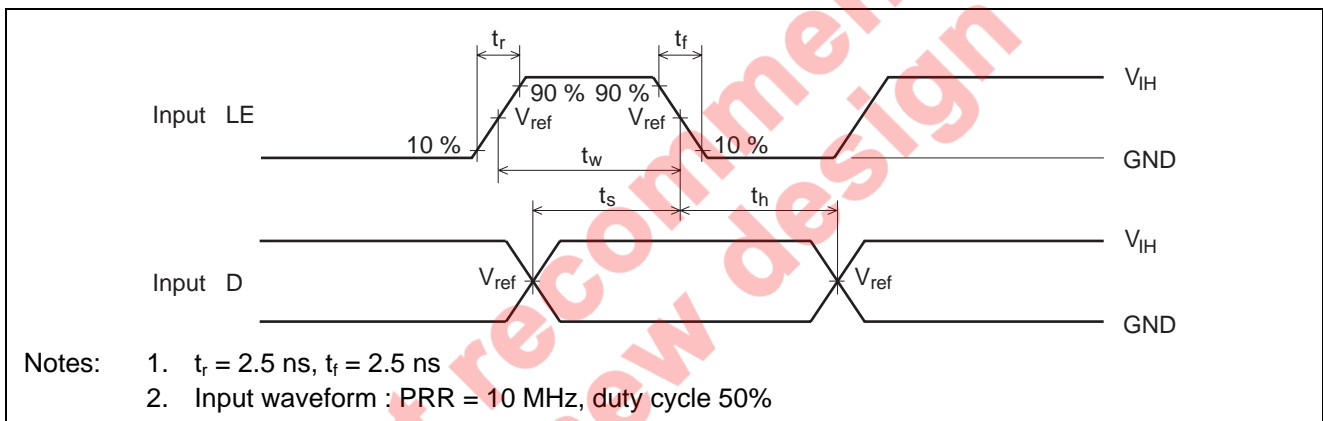 tr tf
VIH
90 % 90 %
Input LE Vref Vref
10 % 10 %
tw GND
ts th
VIH
Input D Vref Vref
GND
Notes: 1. tr = 2.5 ns, tf = 2.5 ns
2. Input waveform : PRR = 10 MHz, duty cycle 50%
design